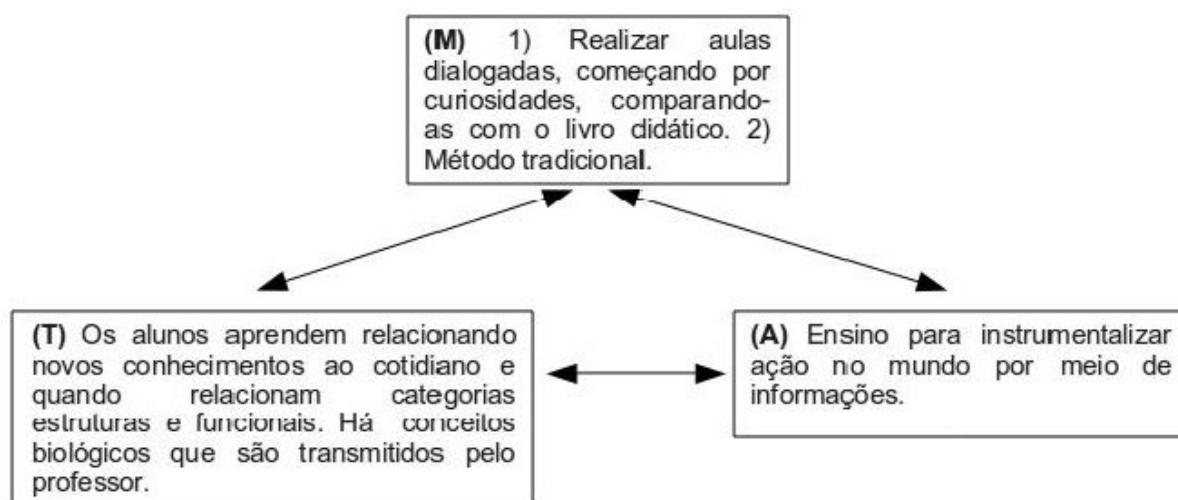 (M) 1) Realizar aulas
dialogadas, começando por
curiosidades, comparando-
as com o livro didático. 2)
Método tradicional.
(T) Os alunos aprendem relacionando
novos conhecimentos ao cotidiano e
quando relacionam categorias
estruturas e funcionais. Há conceitos
biológicos que são transmitidos pelo
professor.
(A) Ensino para instrumentalizar
ação no mundo por meio de
informações.